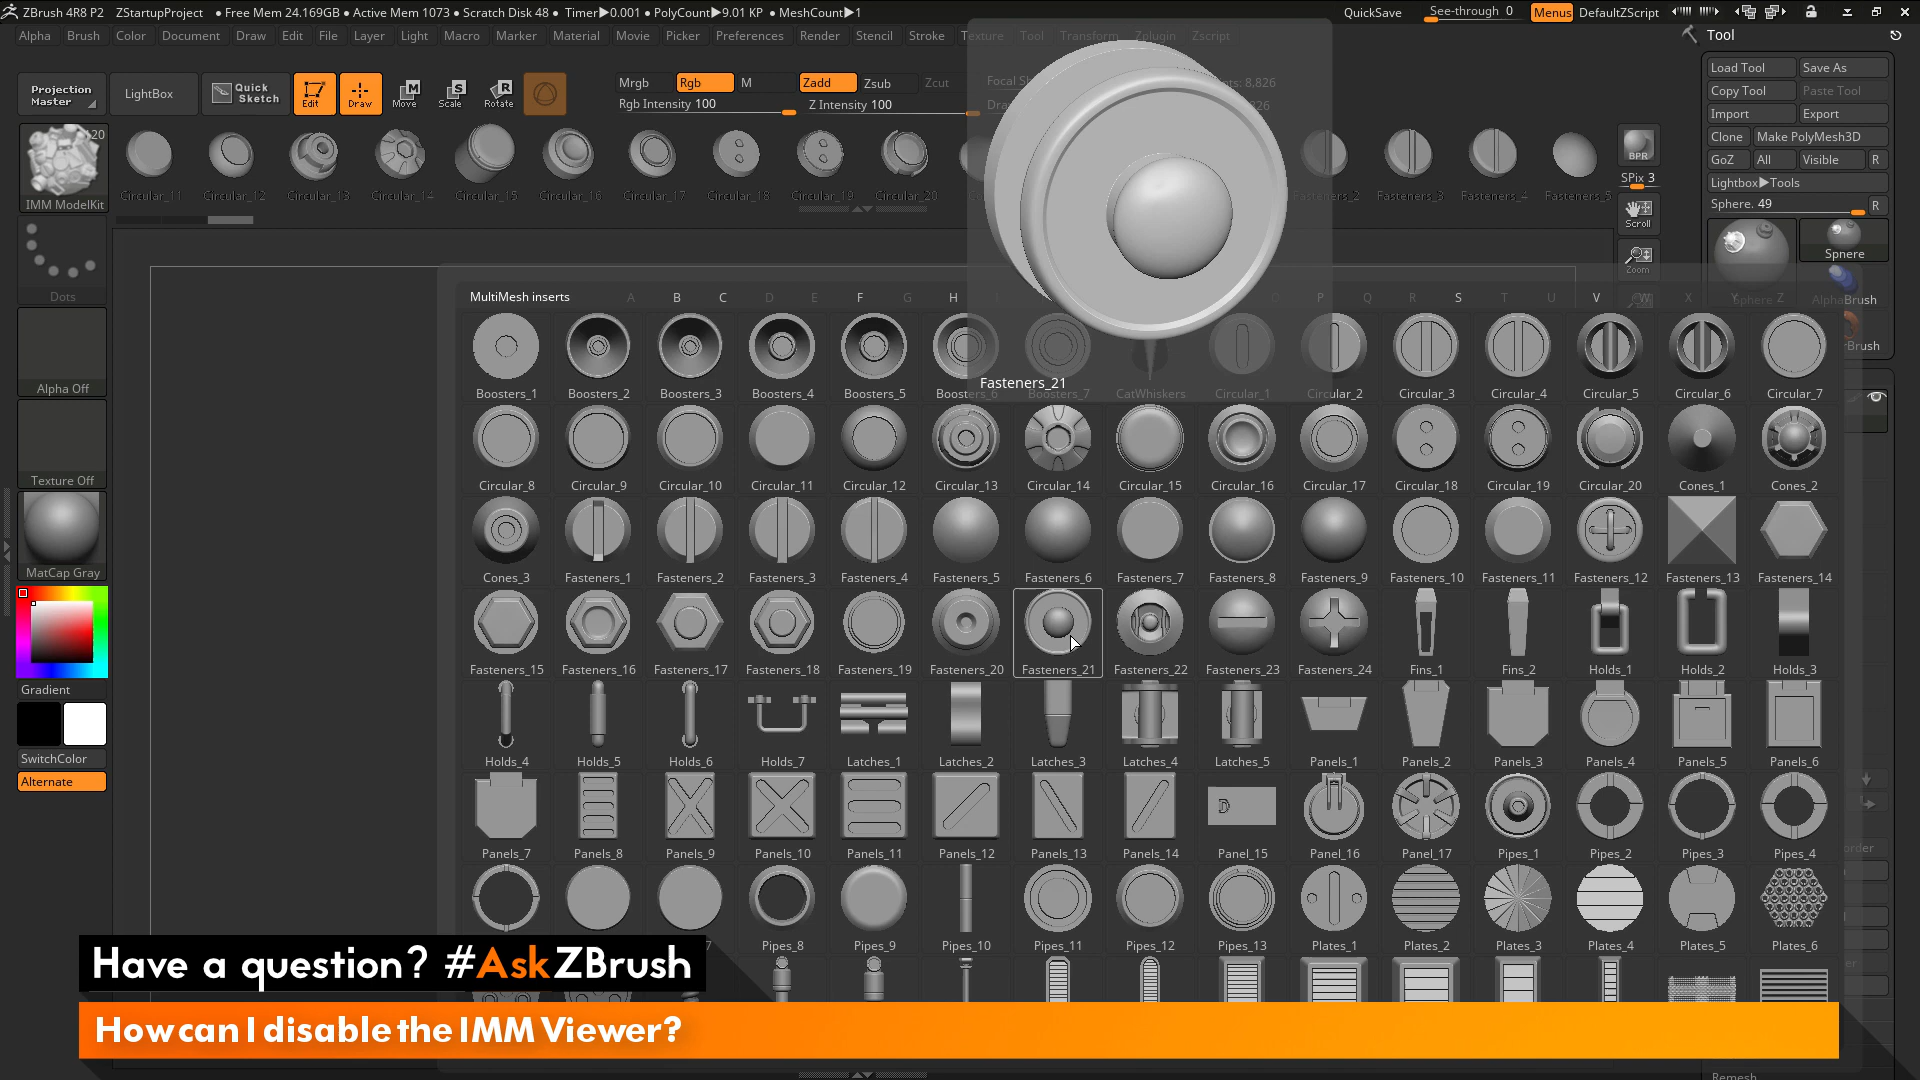 ZBrush 4R8 P2 ZStartupProject ● Free Mem 24.169GB ● Active Mem 1073 ● Scratch Disk 48 ● Timer▶0.001 ● PolyCount▶9.01 KP ● MeshCount▶1 QuickSave See-through 0 Menus DefaultZScript
Alpha Brush Color Document Draw Edit File Layer Light Macro Marker Material Movie Picker Preferences Render Stencil Stroke Texture Tool Transform Zplugin Zscript Tool
Load Tool Save As
Copy Tool Paste Tool
Import Export
Clone Make PolyMesh3D
GoZ All Visible R
Lightbox▶Tools
Sphere. 49 R
Projection Master LightBox Quick Sketch Edit Draw Move Scale Rotate
Mrgb Rgb M Zadd Zsub Zcut
Rgb Intensity 100 Z Intensity 100
IMM ModelKit
Circular_11 Circular_12 Circular_13 Circular_14 Circular_15 Circular_16 Circular_17 Circular_18 Circular_19 Circular_20 Fasteners_3 Fasteners_4 Fasteners_5
BPR
SPix 3
Scroll
Zoom
Sphere
AlphaBrush
Dots
Alpha Off
Texture Off
MatCap Gray
Gradient
SwitchColor
Alternate
MultiMesh inserts A B C D E F G H P Q R S T U V W X Y Z
Fasteners_21
Boosters_1 Boosters_2 Boosters_3 Boosters_4 Boosters_5 Boosters_6 Boosters_7 CatWhiskers Circular_1 Circular_2 Circular_3 Circular_4 Circular_5 Circular_6 Circular_7
Circular_8 Circular_9 Circular_10 Circular_11 Circular_12 Circular_13 Circular_14 Circular_15 Circular_16 Circular_17 Circular_18 Circular_19 Circular_20 Cones_1 Cones_2
Cones_3 Fasteners_1 Fasteners_2 Fasteners_3 Fasteners_4 Fasteners_5 Fasteners_6 Fasteners_7 Fasteners_8 Fasteners_9 Fasteners_10 Fasteners_11 Fasteners_12 Fasteners_13 Fasteners_14
Fasteners_15 Fasteners_16 Fasteners_17 Fasteners_18 Fasteners_19 Fasteners_20 Fasteners_21 Fasteners_22 Fasteners_23 Fasteners_24 Fins_1 Fins_2 Holds_1 Holds_2 Holds_3
Holds_4 Holds_5 Holds_6 Holds_7 Latches_1 Latches_2 Latches_3 Latches_4 Latches_5 Panels_1 Panels_2 Panels_3 Panels_4 Panels_5 Panels_6
Panels_7 Panels_8 Panels_9 Panels_10 Panels_11 Panels_12 Panels_13 Panels_14 Panel_15 Panel_16 Panel_17 Pipes_1 Pipes_2 Pipes_3 Pipes_4
Pipes_8 Pipes_9 Pipes_10 Pipes_11 Pipes_12 Pipes_13 Plates_1 Plates_2 Plates_3 Plates_4 Plates_5 Plates_6
Have a question? #AskZBrush
How can I disable the IMM Viewer?